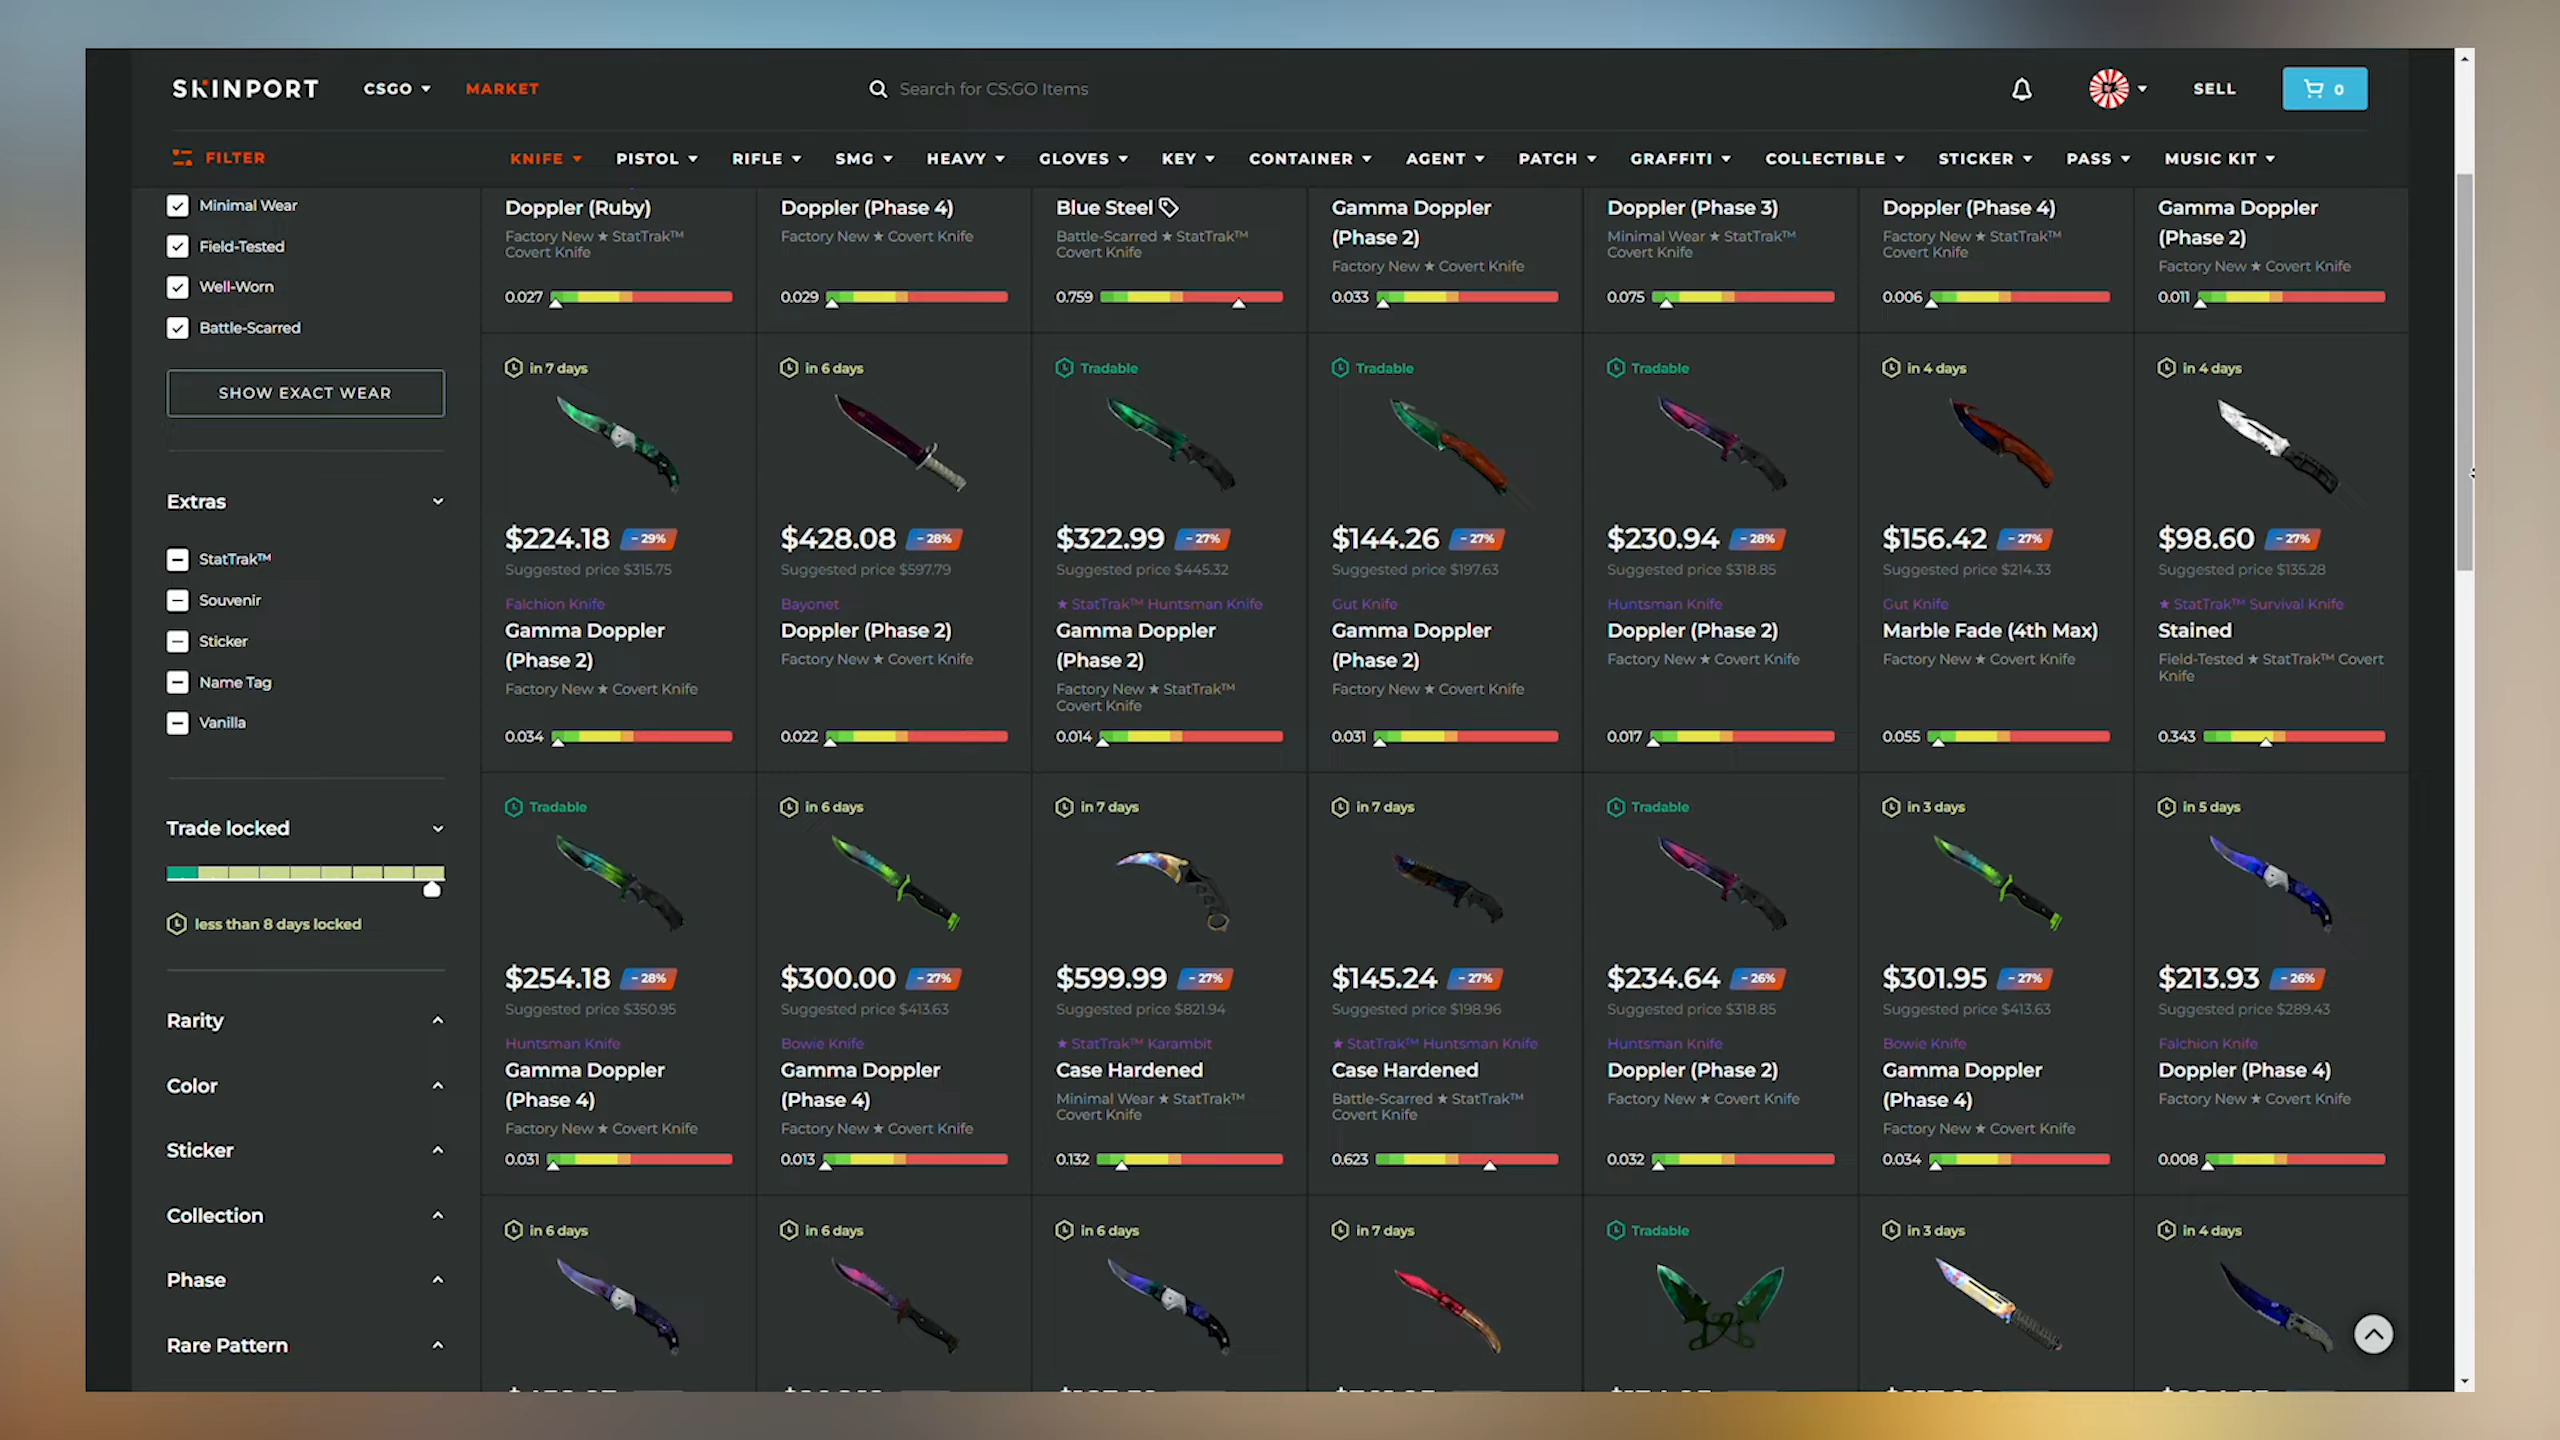 SKINPORT CSGO MARKET Search for CS:GO Items SELL 0
FILTER KNIFE PISTOL RIFLE SMG HEAVY GLOVES KEY CONTAINER AGENT PATCH GRAFFITI COLLECTIBLE STICKER PASS MUSIC KIT
Minimal Wear
Field-Tested
Well-Worn
Battle-Scarred
SHOW EXACT WEAR
Extras
StatTrak™
Souvenir
Sticker
Name Tag
Vanilla
Trade locked
less than 8 days locked
Rarity
Color
Sticker
Collection
Phase
Rare Pattern
Doppler (Ruby)
Factory New ★ StatTrak™
Covert Knife
0.027
Doppler (Phase 4)
Factory New ★ Covert Knife
0.029
Blue Steel
Battle-Scarred ★ StatTrak™
Covert Knife
0.759
Gamma Doppler
(Phase 2)
Factory New ★ Covert Knife
0.033
Doppler (Phase 3)
Minimal Wear ★ StatTrak™
Covert Knife
0.075
Doppler (Phase 4)
Factory New ★ StatTrak™
Covert Knife
0.006
Gamma Doppler
(Phase 2)
Factory New ★ Covert Knife
0.011
in 7 days
$224.18 - 29%
Suggested price $315.75
Falchion Knife
Gamma Doppler
(Phase 2)
Factory New ★ Covert Knife
0.034
in 6 days
$428.08 - 28%
Suggested price $597.79
Bayonet
Doppler (Phase 2)
Factory New ★ Covert Knife
0.022
Tradable
$322.99 - 27%
Suggested price $445.32
★ StatTrak™ Huntsman Knife
Gamma Doppler
(Phase 2)
Factory New ★ StatTrak™
Covert Knife
0.014
Tradable
$144.26 - 27%
Suggested price $197.63
Gut Knife
Gamma Doppler
(Phase 2)
Factory New ★ Covert Knife
0.031
Tradable
$230.94 - 28%
Suggested price $318.85
Huntsman Knife
Doppler (Phase 2)
Factory New ★ Covert Knife
0.017
in 4 days
$156.42 - 27%
Suggested price $214.33
Gut Knife
Marble Fade (4th Max)
Factory New ★ Covert Knife
0.055
in 4 days
$98.60 - 27%
Suggested price $135.28
★ StatTrak™ Survival Knife
Stained
Field-Tested ★ StatTrak™ Covert
Knife
0.343
Tradable
$254.18 - 28%
Suggested price $350.95
Huntsman Knife
Gamma Doppler
(Phase 4)
Factory New ★ Covert Knife
0.031
in 6 days
$300.00 - 27%
Suggested price $413.63
Bowie Knife
Gamma Doppler
(Phase 4)
Factory New ★ Covert Knife
0.013
in 7 days
$599.99 - 27%
Suggested price $821.94
★ StatTrak™ Karambit
Case Hardened
Minimal Wear ★ StatTrak™
Covert Knife
0.132
in 7 days
$145.24 - 27%
Suggested price $198.96
★ StatTrak™ Huntsman Knife
Case Hardened
Battle-Scarred ★ StatTrak™
Covert Knife
0.623
Tradable
$234.64 - 26%
Suggested price $318.85
Huntsman Knife
Doppler (Phase 2)
Factory New ★ Covert Knife
0.032
in 3 days
$301.95 - 27%
Suggested price $413.63
Bowie Knife
Gamma Doppler
(Phase 4)
Factory New ★ Covert Knife
0.034
in 5 days
$213.93 - 26%
Suggested price $289.43
Falchion Knife
Doppler (Phase 4)
Factory New ★ Covert Knife
0.008
in 6 days
in 6 days
in 6 days
in 7 days
Tradable
in 3 days
in 4 days